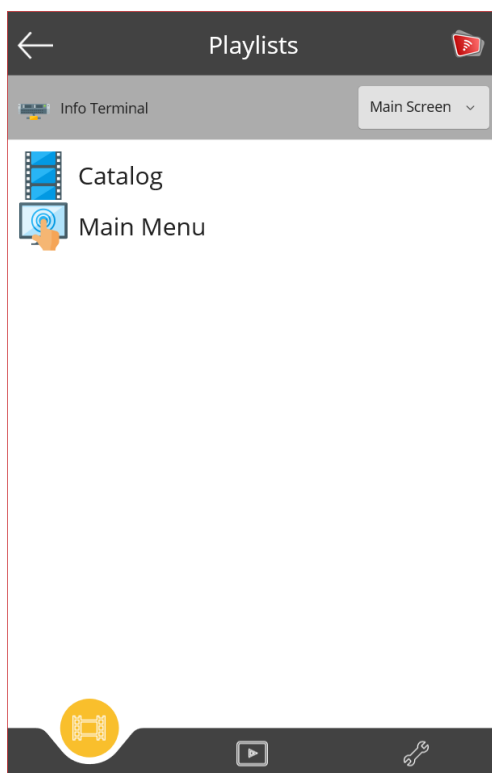 Playlists
Info Terminal
Main Screen
Catalog
Main Menu